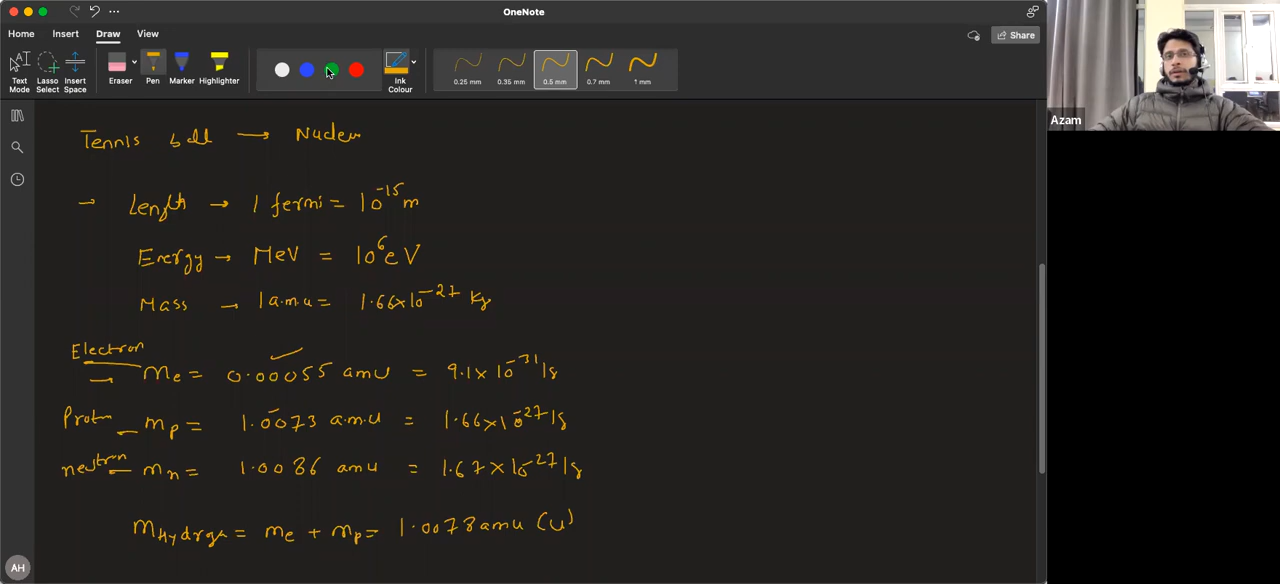 OneNote
Home Insert Draw View
Share
Text Mode
Lasso Select
Insert Space
Eraser
Pen
Marker
Highlighter
Ink Colour
0.25 mm
0.35 mm
0.5 mm
0.7 mm
1 mm
Azam
Tennis ball → 
→ Length → 1 fermi = 10⁻¹⁵ m
Energy → MeV = 10⁶ eV
Mass → 1 a.m.u = 1.66×10⁻²⁷ Kg
Electron
→ Me = 0.00055 amu = 9.1×10⁻³¹ kg
mp = 1.0073 a.m.u = 1.66×10⁻²⁷ kg
neutron mn = 1.0086 amu = 1.67×10⁻²⁷ kg
= me + mp = 1.0078 amu (u)
AH